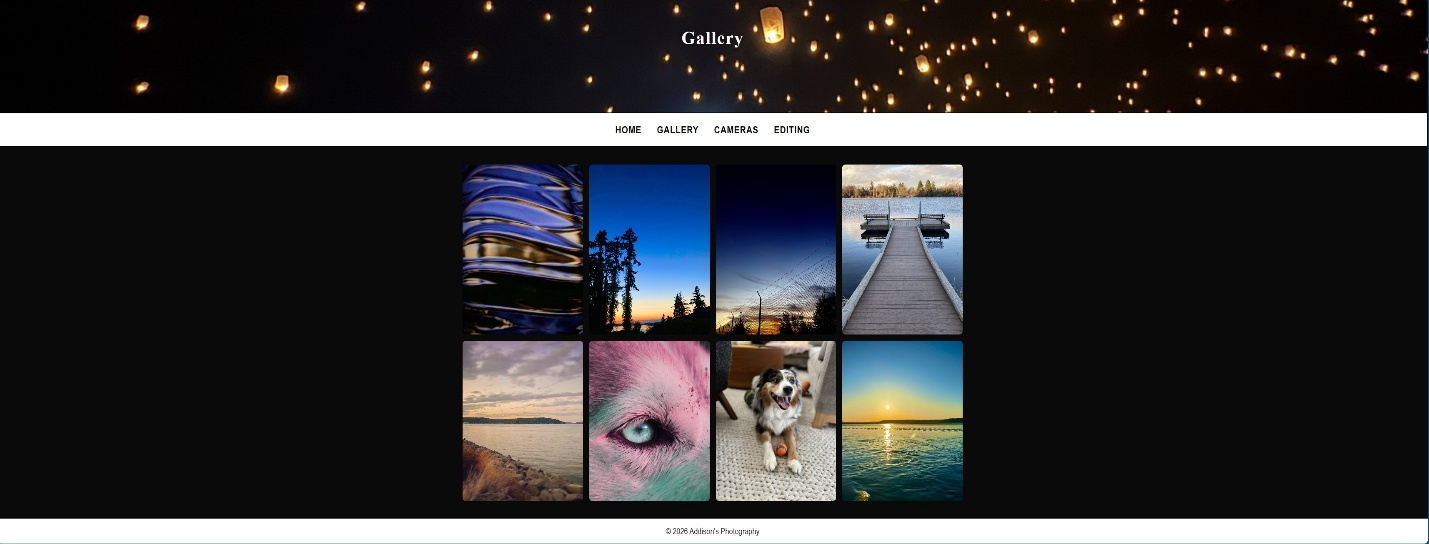 Gallery
HOME GALLERY CAMERAS EDITING
© 2026 Addison's Photography